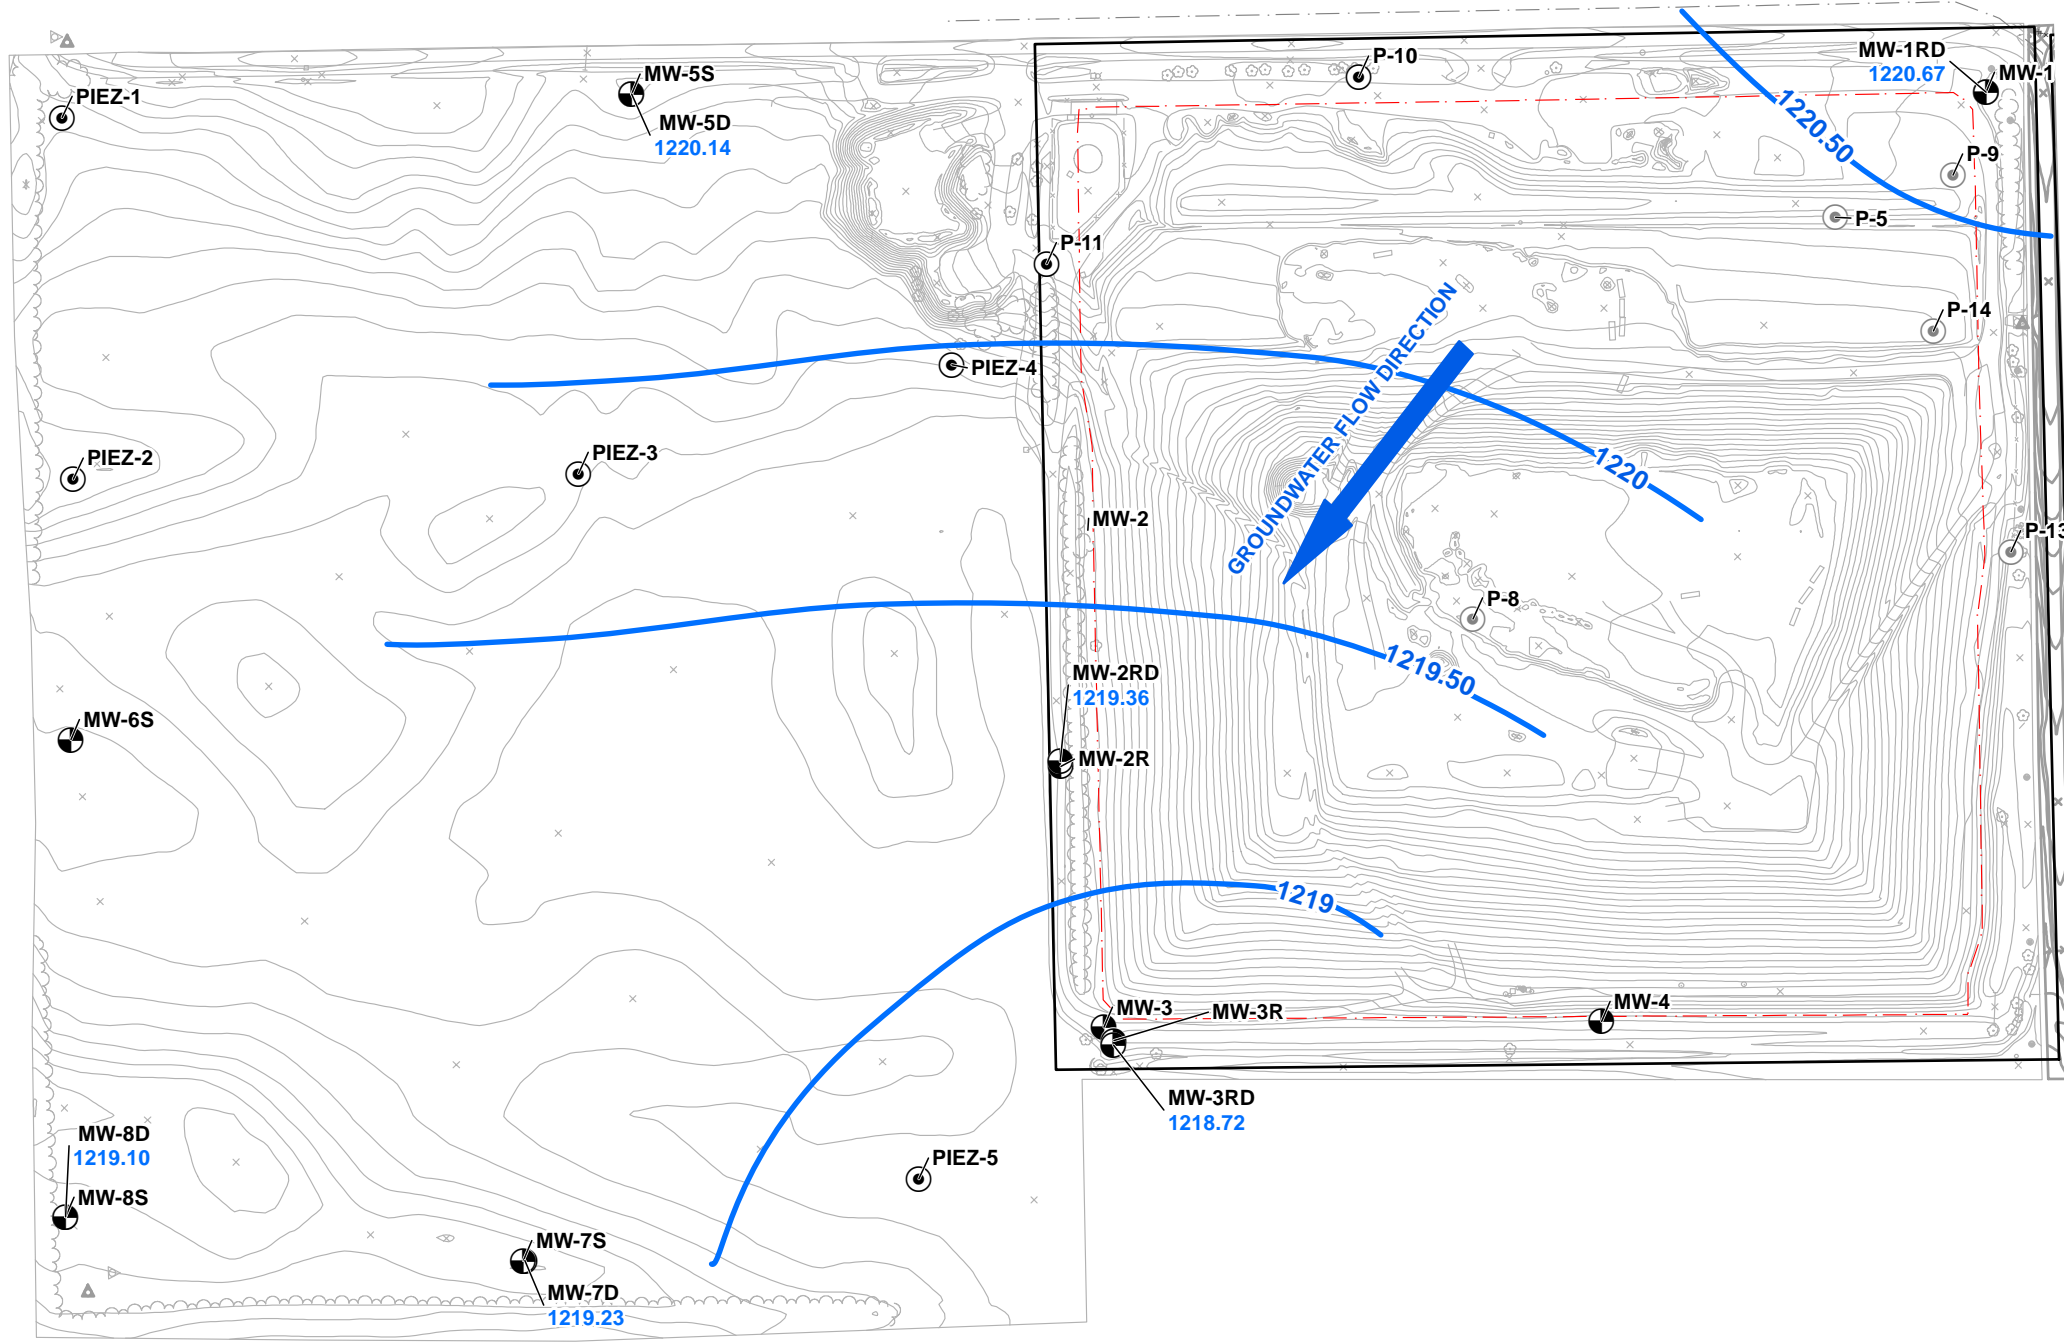 MW-1RD
1220.67
MW-1
P-10
MW-5S
PIEZ-1
MW-5D
1220.14
1220.50
P-9
P-5
P-11
P-14
PIEZ-4
GROUNDWATER FLOW DIRECTION
PIEZ-2
PIEZ-3
1220
MW-2
P-13
P-8
1219.50
MW-2RD
1219.36
MW-6S
MW-2R
1219
MW-3
MW-3R
MW-4
MW-3RD
1218.72
MW-8D
1219.10
PIEZ-5
MW-8S
MW-7S
MW-7D
1219.23